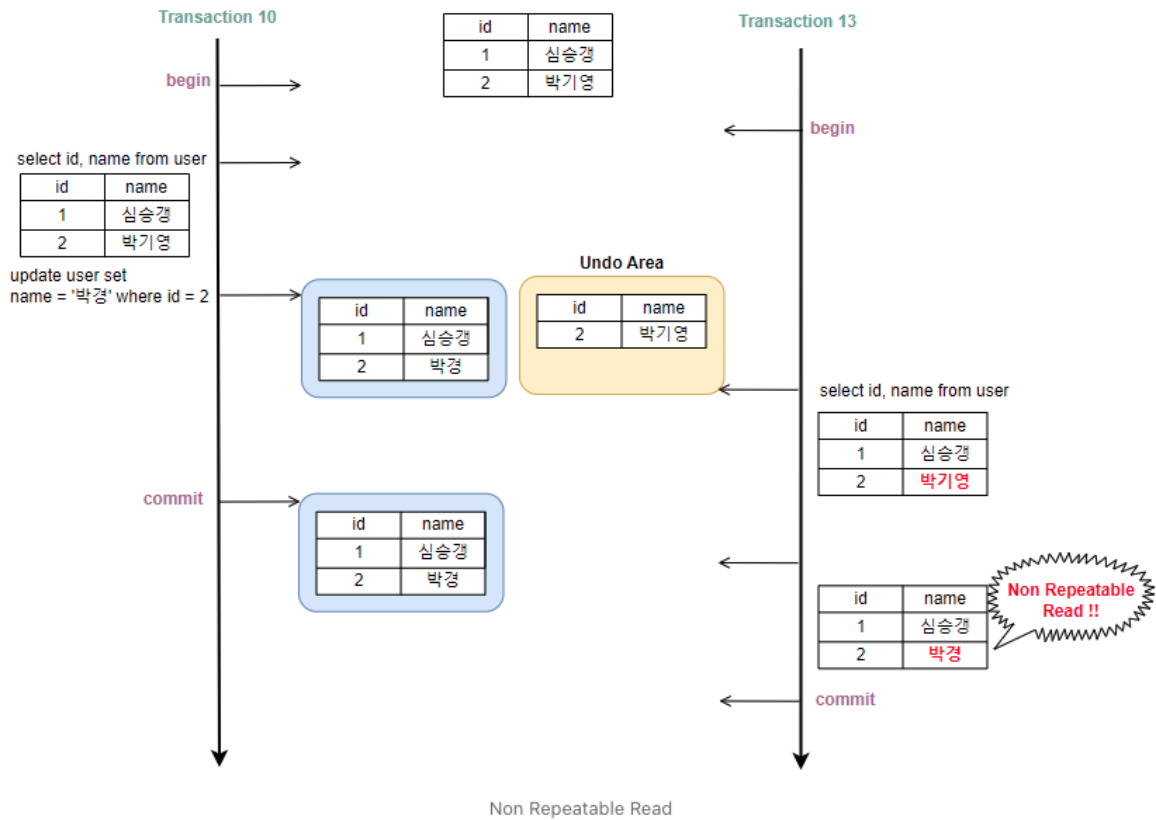 Transaction 10
Transaction 13
id name
1 심승갱
2 박기영
begin
begin
select id, name from user
id name
1 심승갱
2 박기영
update user set
name = '박경' where id = 2
id name
1 심승갱
2 박경
Undo Area
id name
2 박기영
select id, name from user
id name
1 심승갱
2 박기영
commit
id name
1 심승갱
2 박경
id name
1 심승갱
2 박경
Non Repeatable
Read !!
commit
Non Repeatable Read